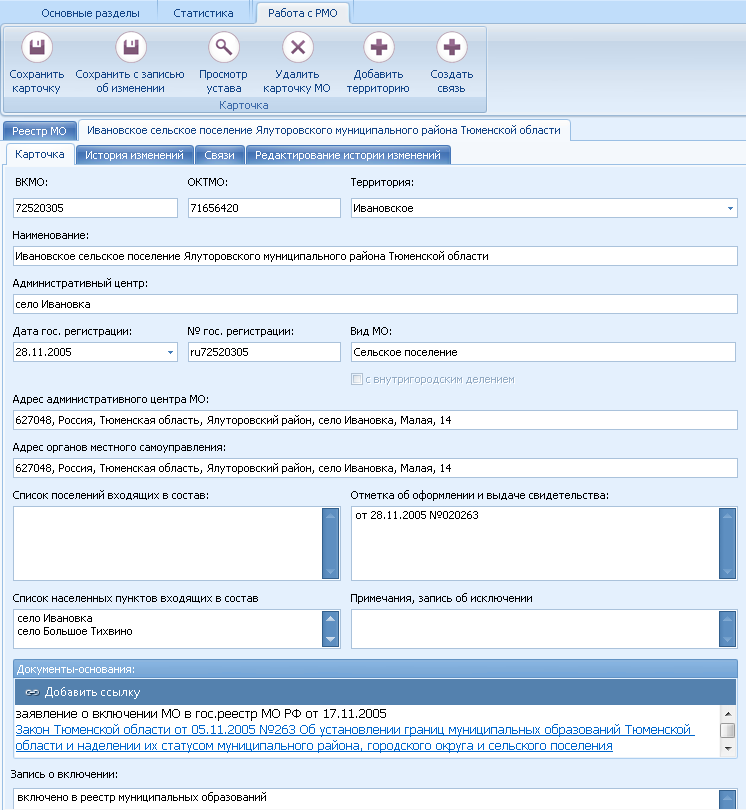 Основные разделы Статистика Работа с РМО
Сохранить карточку
Сохранить с записью об изменении
Просмотр устава
Удалить карточку МО
Добавить территорию
Создать связь
Карточка
Реестр МО Ивановское сельское поселение Ялуторовского муниципального района Тюменской области
Карточка История изменений Связи Редактирование истории изменений
ВКМО: ОКТМО: Территория:
72520305 71656420 Ивановское
Наименование:
Ивановское сельское поселение Ялуторовского муниципального района Тюменской области
Административный центр:
село Ивановка
Дата гос. регистрации: № гос. регистрации: Вид МО:
28.11.2005 ru72520305 Сельское поселение
с внутригородским делением
Адрес административного центра МО:
627048, Россия, Тюменская область, Ялуторовский район, село Ивановка, Малая, 14
Адрес органов местного самоуправления:
627048, Россия, Тюменская область, Ялуторовский район, село Ивановка, Малая, 14
Список поселений входящих в состав: Отметка об оформлении и выдаче свидетельства:
от 28.11.2005 №020263
Список населенных пунктов входящих в состав Примечания, запись об исключении
село Ивановка
село Большое Тихвино
Документы-основания:
Добавить ссылку
заявление о включении МО в гос.реестр МО РФ от 17.11.2005
Закон Тюменской области от 05.11.2005 №263 Об установлении границ муниципальных образований Тюменской
области и наделении их статусом муниципального района, городского округа и сельского поселения
Запись о включении:
включено в реестр муниципальных образований